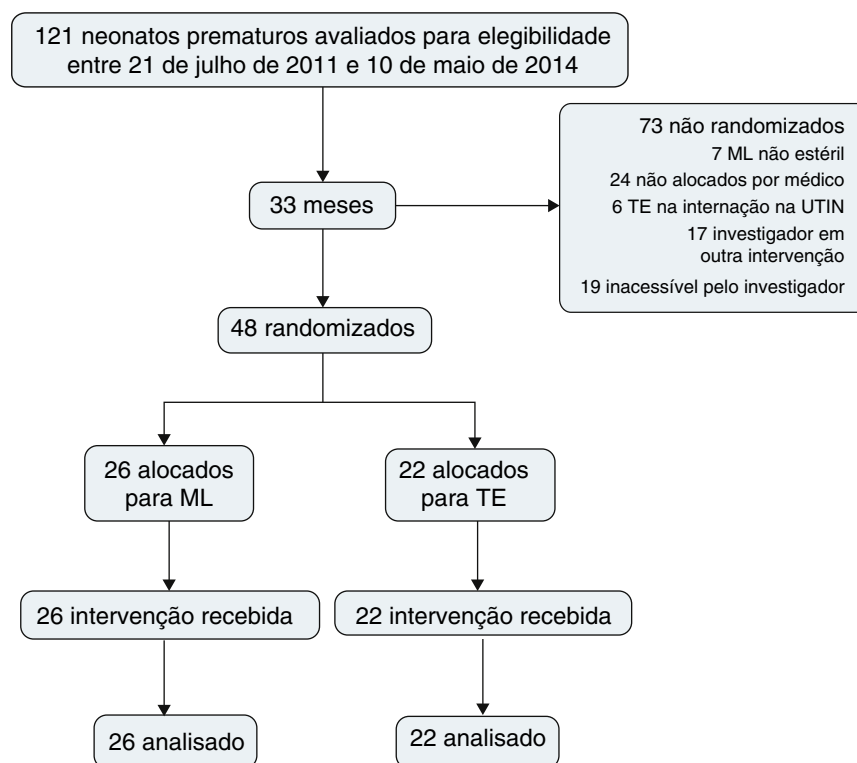 121 neonatos prematuros avaliados para elegibilidade
entre 21 de julho de 2011 e 10 de maio de 2014
73 não randomizados
7 ML não estéril
24 não alocados por médico
6 TE na internação na UTIN
17 investigador em
outra intervenção
19 inacessível pelo investigador
33 meses
48 randomizados
26 alocados
para ML
22 alocados
para TE
26 intervenção recebida
22 intervenção recebida
26 analisado
22 analisado